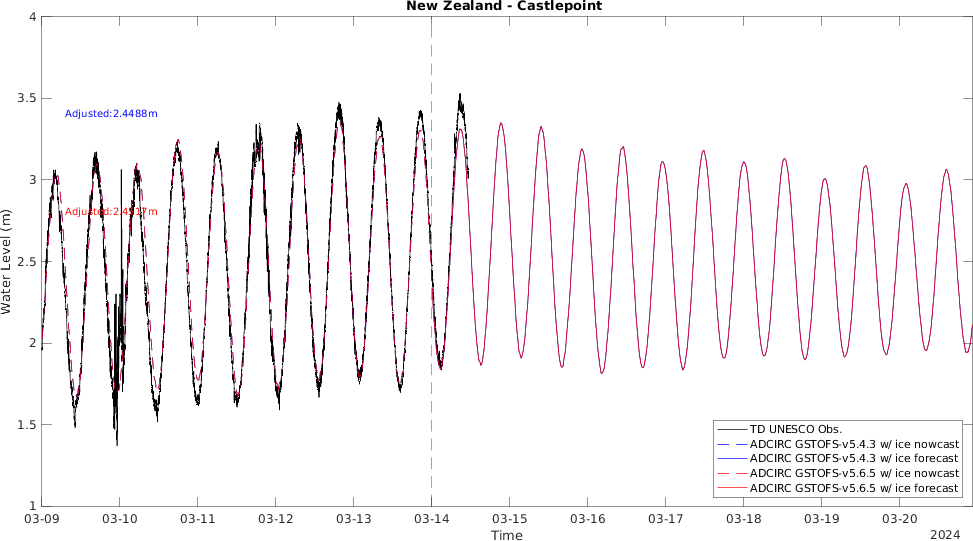 New Zealand - Castlepoint
4
3.5
3
2.5
2
1.5
1
Water Level (m)
Adjusted:2.4488m
Adjusted:2.4517m
TD UNESCO Obs.
ADCIRC GSTOFS-v5.4.3 w/ ice nowcast
ADCIRC GSTOFS-v5.4.3 w/ ice forecast
ADCIRC GSTOFS-v5.6.5 w/ ice nowcast
ADCIRC GSTOFS-v5.6.5 w/ ice forecast
03-09 03-10 03-11 03-12 03-13 03-14 03-15 03-16 03-17 03-18 03-19 03-20
Time
2024